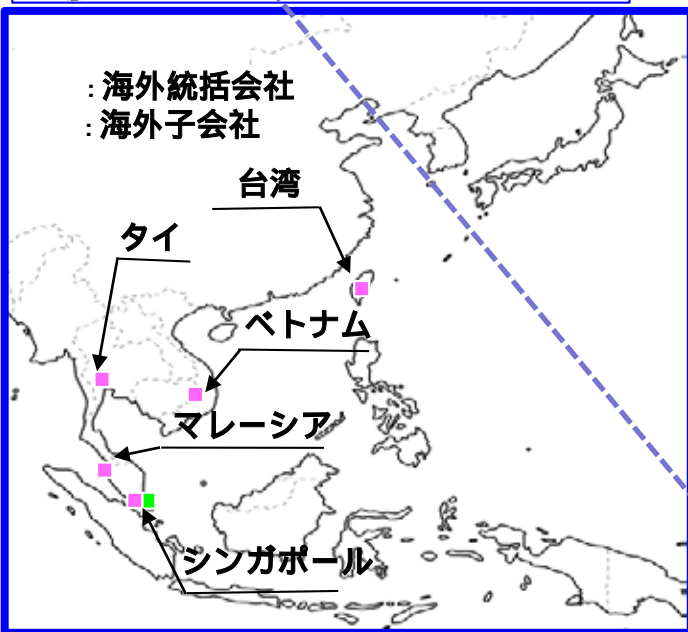 : 海外統括会社
: 海外子会社
台湾
タイ
ベトナム
マレーシア
シンガポール